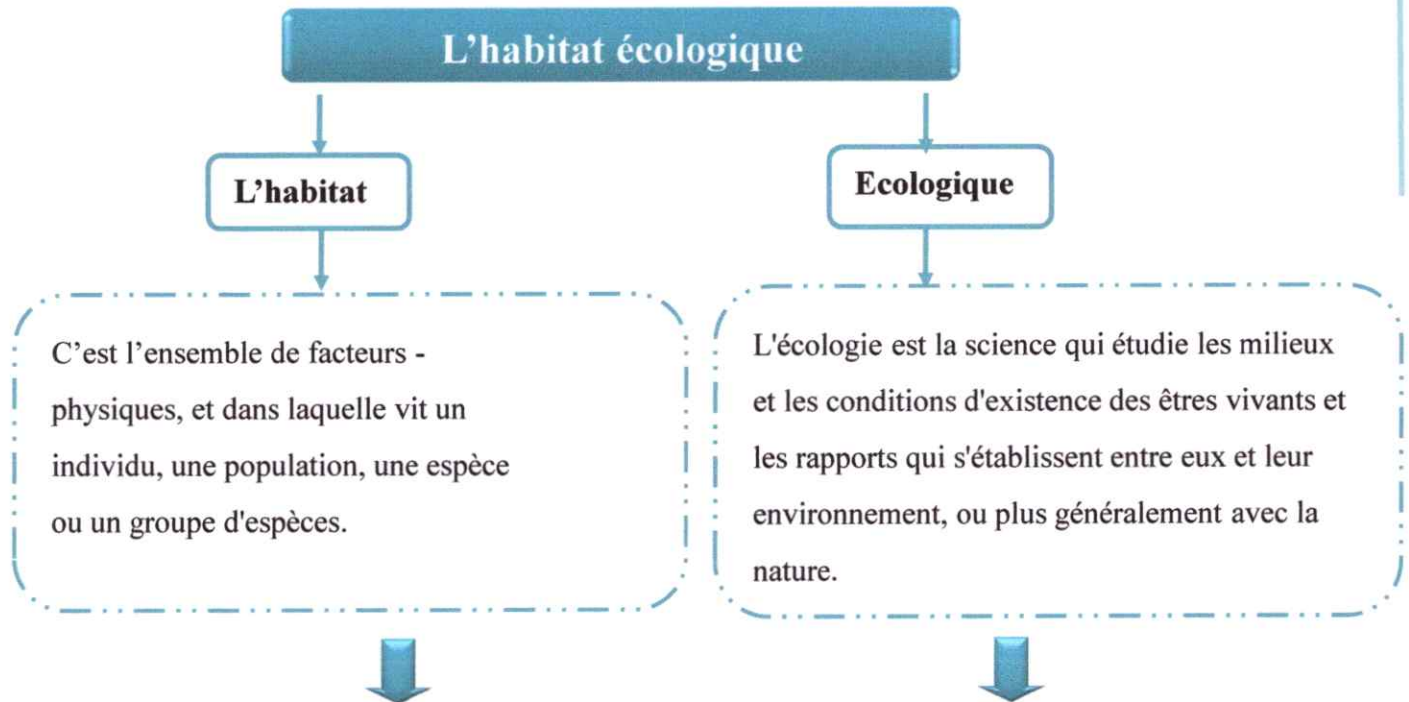 L’habitat écologique
L’habitat
Ecologique
C’est l’ensemble de facteurs -
physiques, et dans laquelle vit un
individu, une population, une espèce
ou un groupe d'espèces.
L'écologie est la science qui étudie les milieux
et les conditions d'existence des êtres vivants et
les rapports qui s'établissent entre eux et leur
environnement, ou plus généralement avec la
nature.